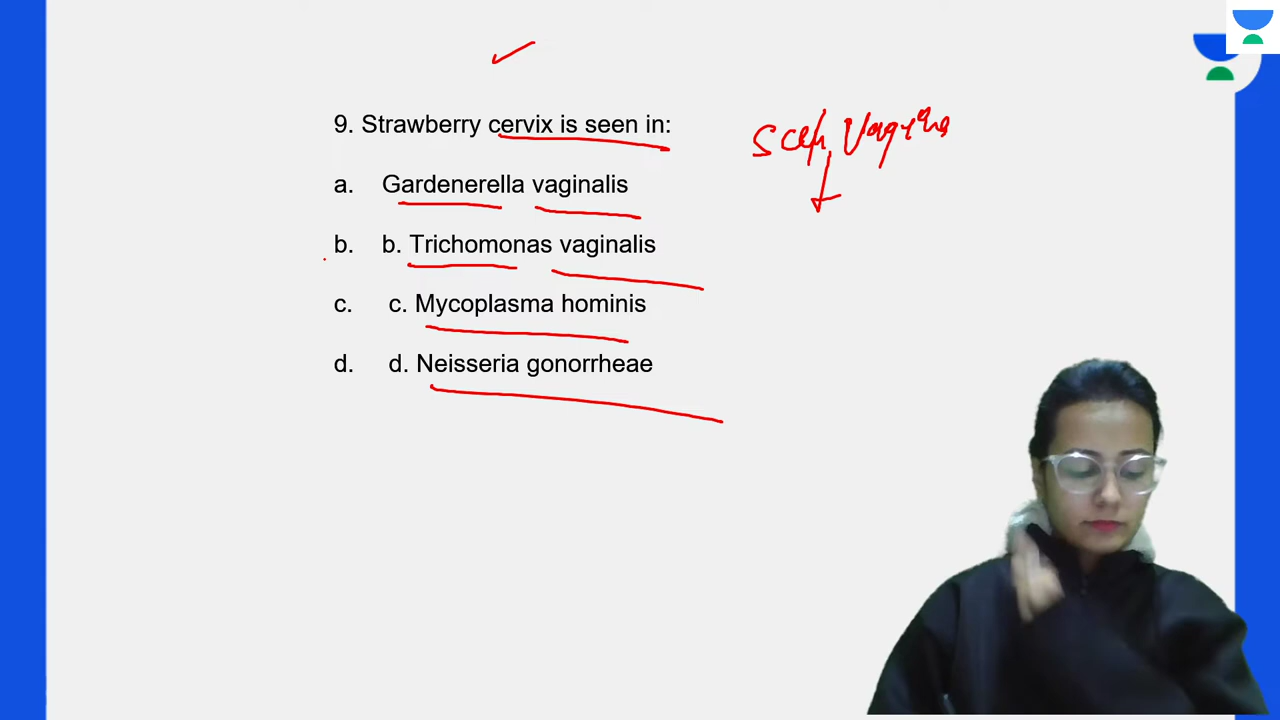 9. Strawberry cervix is seen in:
a. Gardenerella vaginalis
b. b. Trichomonas vaginalis
c. c. Mycoplasma hominis
d. d. Neisseria gonorrheae